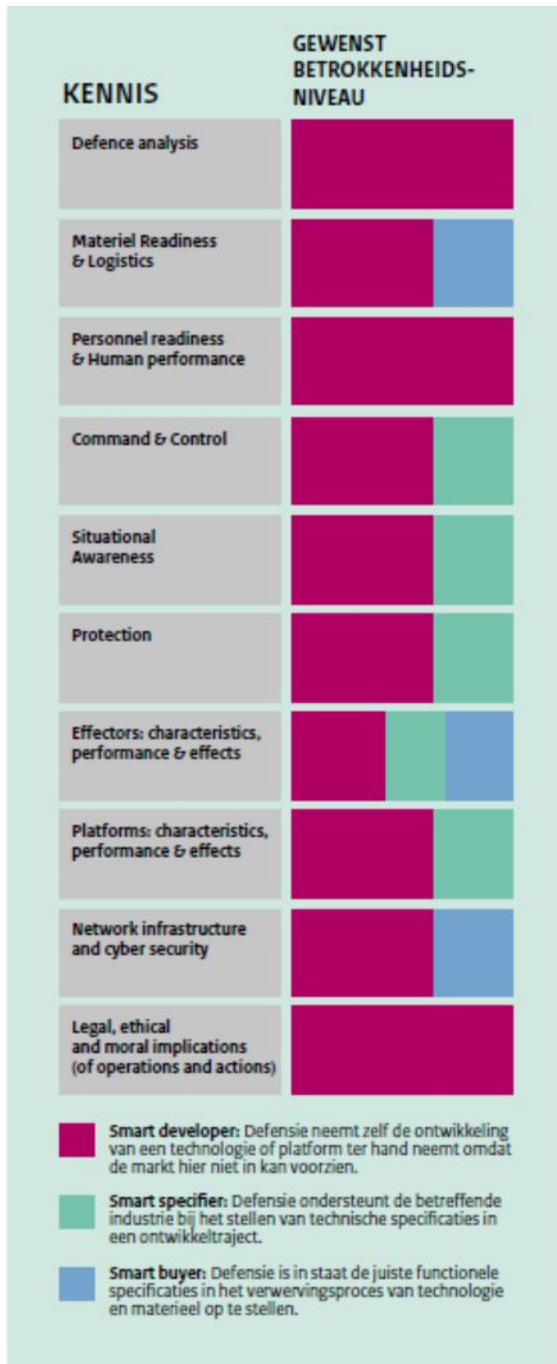 KENNIS
GEWENST
BETROKKENHEIDS-
NIVEAU
Defence analysis
Materiel Readiness
& Logistics
Personnel readiness
& Human performance
Command & Control
Situational
Awareness
Protection
Effectors: characteristics,
performance & effects
Platforms: characteristics,
performance & effects
Network infrastructure
and cyber security
Legal, ethical
and moral implications
(of operations and actions)
Smart developer: Defensie neemt zelf de ontwikkeling
van een technologie of platform ter hand neemt omdat
de markt hier niet in kan voorzien.
Smart specifier: Defensie ondersteunt de betreffende
industrie bij het stellen van technische specificaties in
een ontwikkeltraject.
Smart buyer: Defensie is in staat de juiste functionele
specificaties in het verwervingsproces van technologie
en materieel op te stellen.